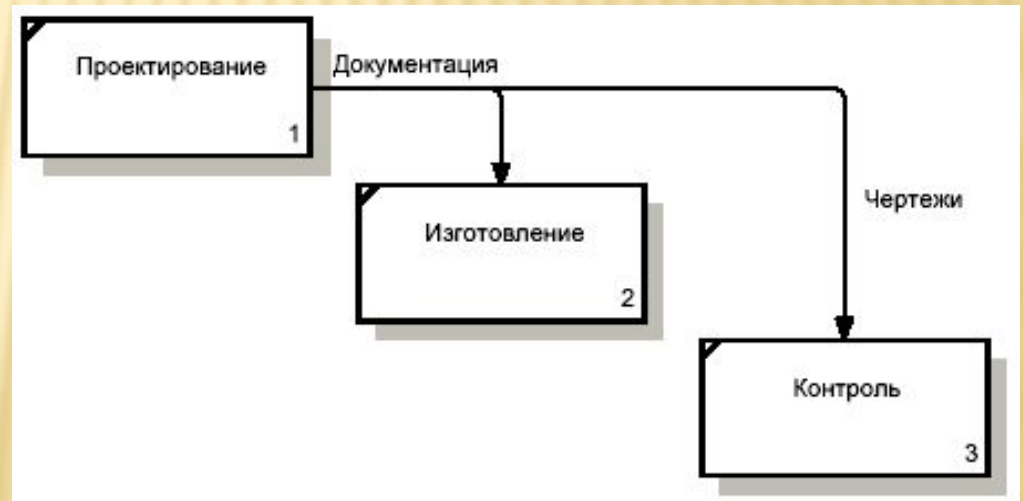 Проектирование
1
Документация
Чертежи
Изготовление
2
Контроль
3